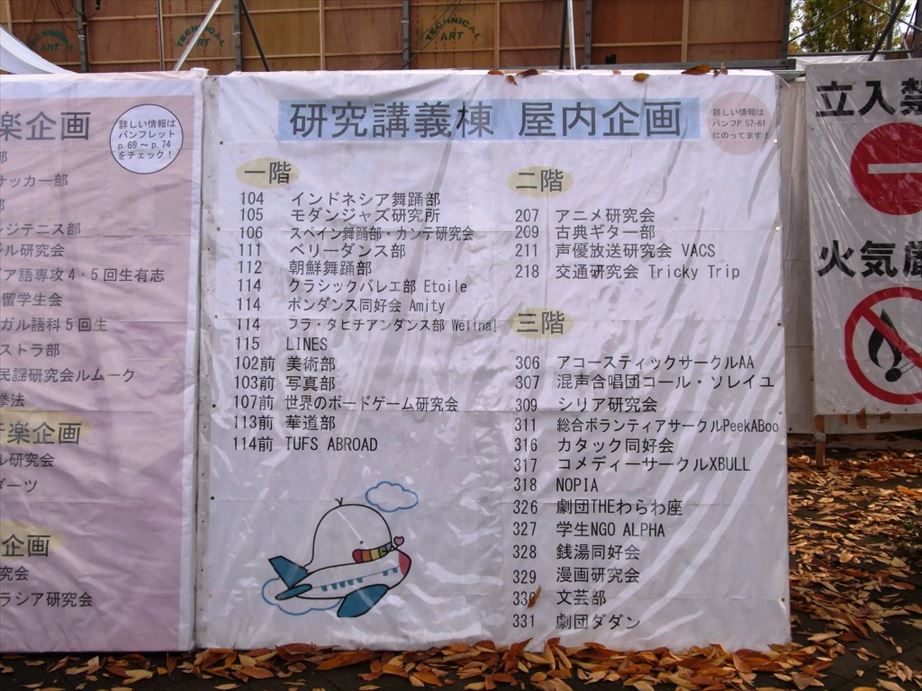 TECHNICAL ART
TECHNICAL ART
楽企画
詳しい情報は
パンフレット
p.69～p.74
をチェック！
部
サッカー部
部
ンジテニス部
ル研究会
ア語専攻4・5回生有志
留学生会
ガル語科5回生
ストラ部
民謡研究会ルムーク
拳法
楽企画
ル研究会
ダーツ
企画
究会
ラシア研究会
研究講義棟 屋内企画
詳しい情報は
パンフP.57-61
にのってます！
一階
104 インドネシア舞踊部
105 モダンジャズ研究所
106 スペイン舞踊部・カンテ研究会
111 ベリーダンス部
112 朝鮮舞踊部
114 クラシックバレエ部 Etoile
114 ポンダンス同好会 Amity
114 フラ・タヒチアンダンス部 Welina!
115 LINES
102前 美術部
103前 写真部
107前 世界のボードゲーム研究会
113前 華道部
114前 TUFS ABROAD
二階
207 アニメ研究会
209 古典ギター部
211 声優放送研究会 VACS
218 交通研究会 Tricky Trip
三階
306 アコースティックサークルAA
307 混声合唱団コール・ソレイユ
309 シリア研究会
311 総合ボランティアサークルPeekABoo
316 カタック同好会
317 コメディーサークルXBULL
318 NOPIA
326 劇団THEわらわ座
327 学生NGO ALPHA
328 銭湯同好会
329 漫画研究会
文芸部
331 劇団ダダン
立入禁
火気厳